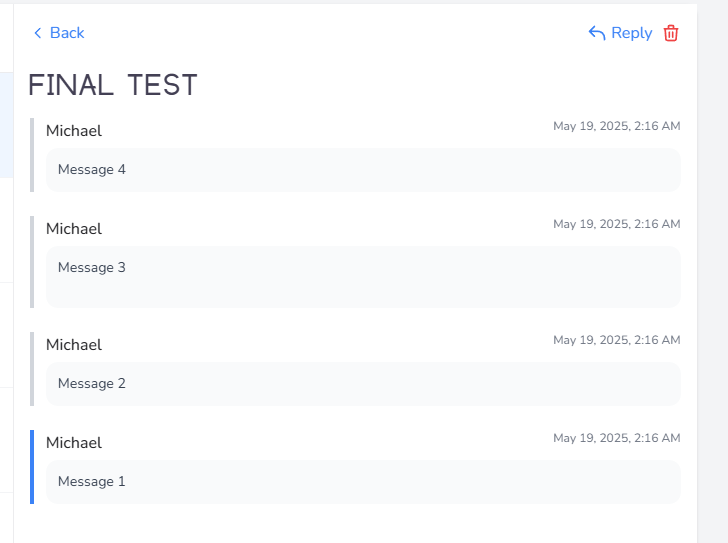 Back
Reply
FINAL TEST
Michael
May 19, 2025, 2:16 AM
Message 4
Michael
May 19, 2025, 2:16 AM
Message 3
Michael
May 19, 2025, 2:16 AM
Message 2
Michael
May 19, 2025, 2:16 AM
Message 1